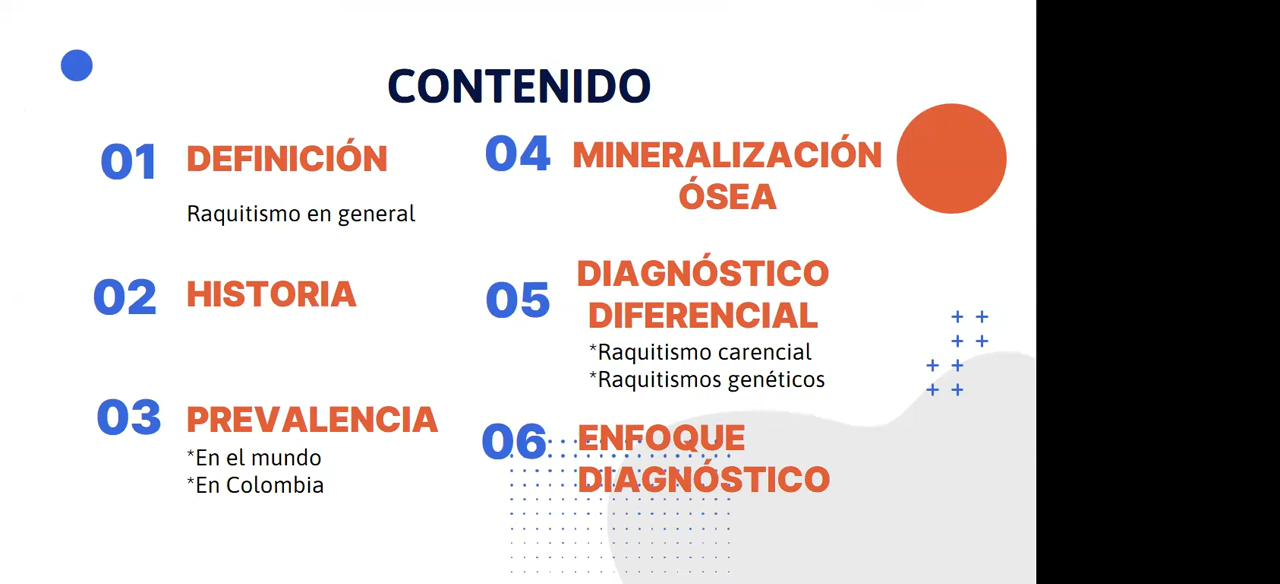 CONTENIDO
01
DEFINICIÓN
Raquitismo en general
02
HISTORIA
03
PREVALENCIA
*En el mundo
*En Colombia
04
MINERALIZACIÓN
ÓSEA
05
DIAGNÓSTICO
DIFERENCIAL
*Raquitismo carencial
*Raquitismos genéticos
06
ENFOQUE
DIAGNÓSTICO